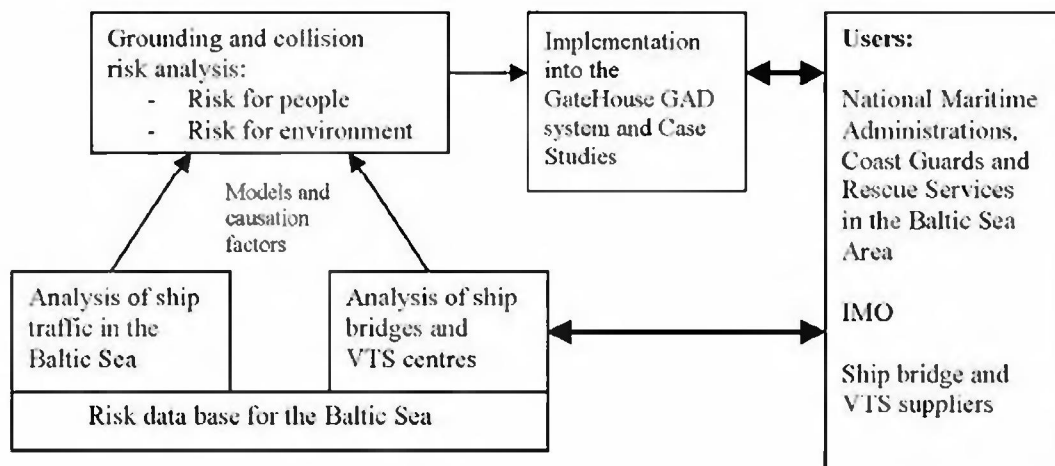 Grounding and collision
risk analysis:
- Risk for people
- Risk for environment
Implementation
into the
GateHouse GAD
system and Case
Studies
Users:
National Maritime
Administrations,
Coast Guards and
Rescue Services
in the Baltic Sea
Area
IMO
Ship bridge and
VTS suppliers
Models and
causation
factors
Analysis of ship
traffic in the
Baltic Sea
Analysis of ship
bridges and
VTS centres
Risk data base for the Baltic Sea